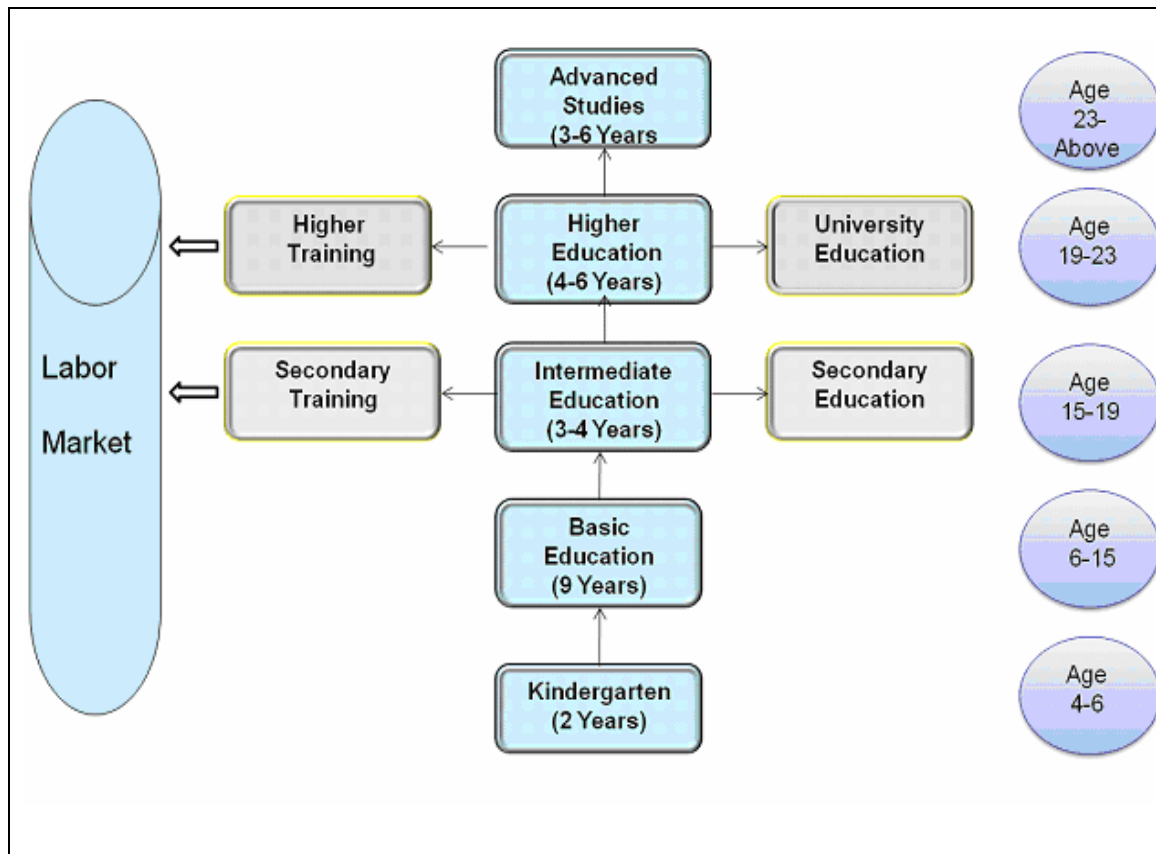 Advanced
Studies
(3-6 Years
Age
23-
Above
Higher
Training
Higher
Education
(4-6 Years)
University
Education
Age
19-23
Labor
Market
Secondary
Training
Intermediate
Education
(3-4 Years)
Secondary
Education
Age
15-19
Basic
Education
(9 Years)
Age
6-15
Kindergarten
(2 Years)
Age
4-6